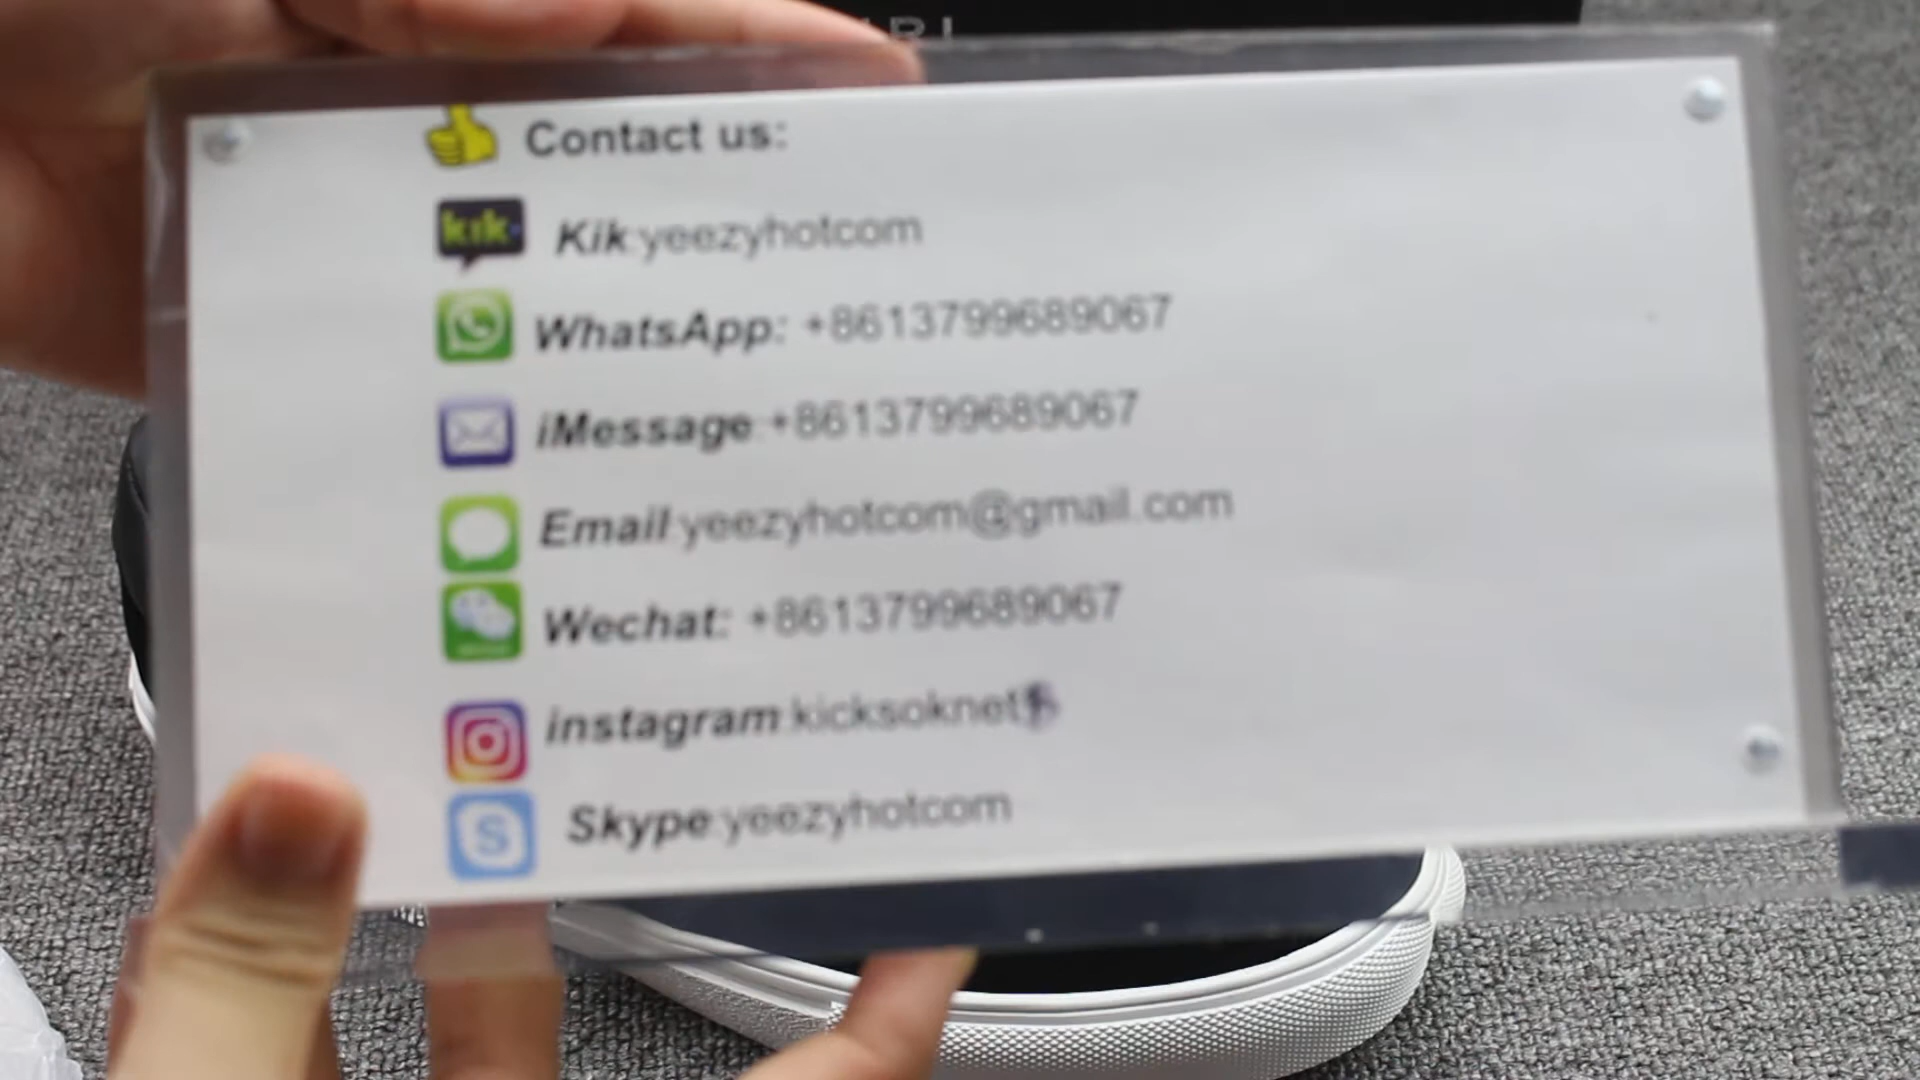 Contact us:
kik.
Kik:yeezyhotcom
WhatsApp: +8613799689067
iMessage:+8613799689067
Email:yeezyhotcom@gmail.com
Wechat: +8613799689067
instagram:kicksoknet
S
Skype:yeezyhotcom